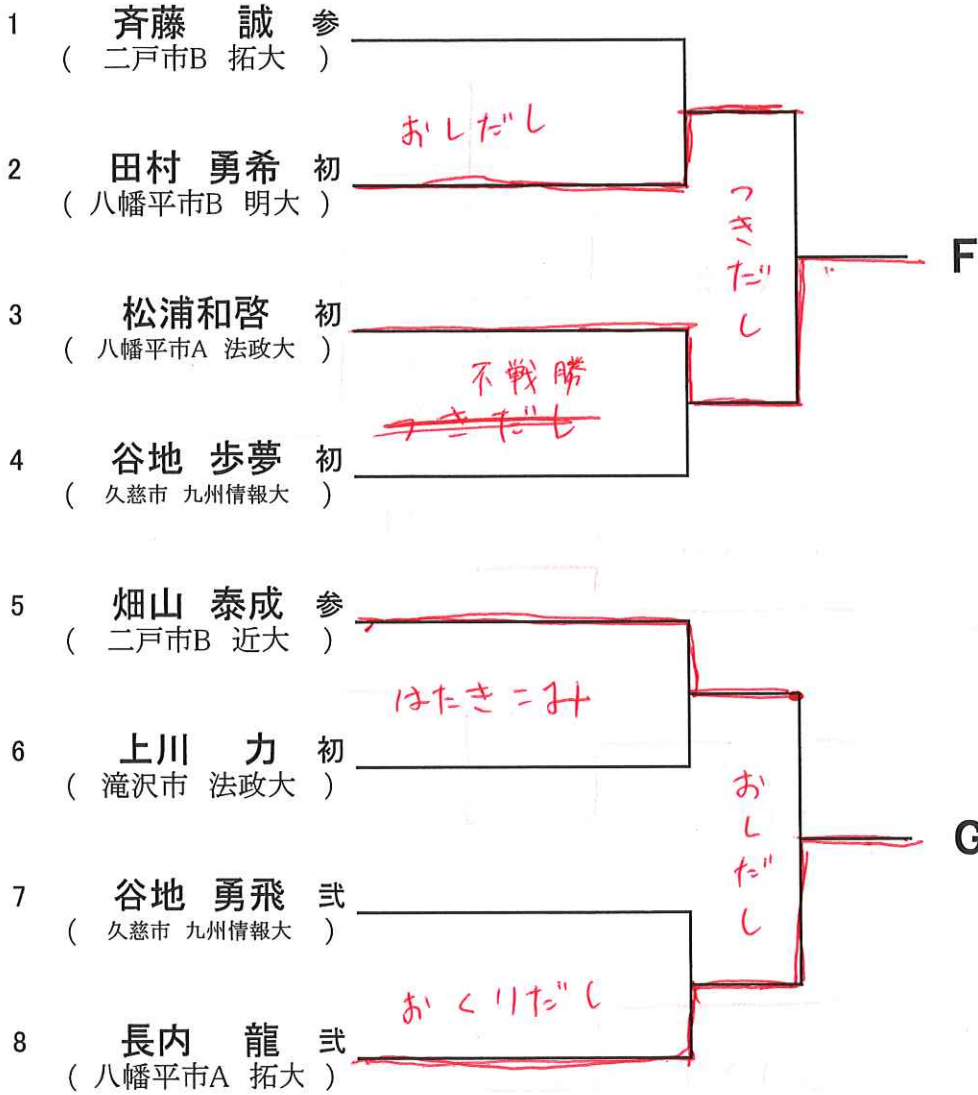 1 斉藤 誠 参
( 二戸市B 拓大 )
おしだし
2 田村 勇希 初
( 八幡平市B 明大 )
つきだし
F
3 松浦和啓 初
( 八幡平市A 法政大 )
不戦勝
つきだし
4 谷地 歩夢 初
( 久慈市 九州情報大 )
5 畑山 泰成 参
( 二戸市B 近大 )
はたきこみ
6 上川 力 初
( 滝沢市 法政大 )
おしだし
G
7 谷地 勇飛 弐
( 久慈市 九州情報大 )
おくりだし
8 長内 龍 弐
( 八幡平市A 拓大 )